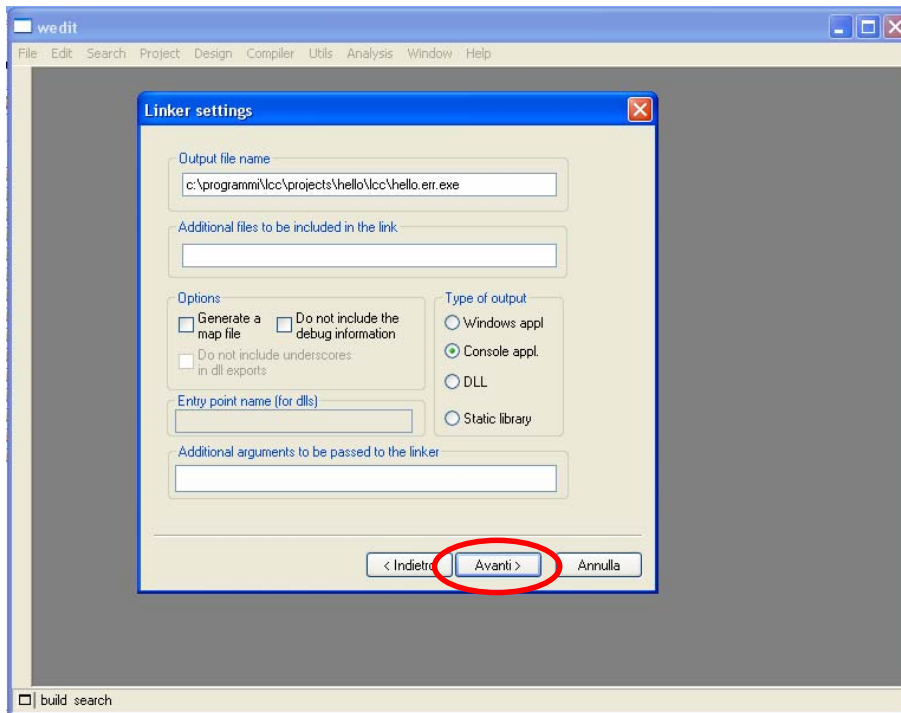 wedit
File Edit Search Project Design Compiler Utils Analysis Window Help
Linker settings
Output file name
c:\programmi\lcc\projects\hello\lcc\hello.err.exe
Additional files to be included in the link
Options
Generate a
map file
Do not include the
debug information
Do not include underscores
in dll exports
Type of output
Windows appl
Console appl.
DLL
Static library
Entry point name (for dlls)
Additional arguments to be passed to the linker
< Indietro
Avanti >
Annulla
build search